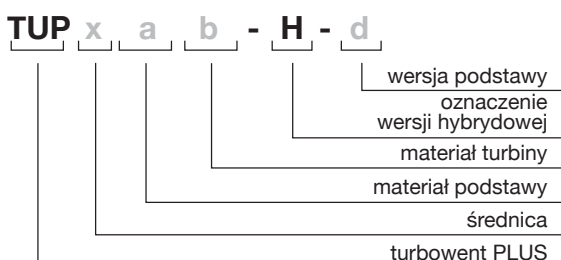 TUP x a b - H - d
wersja podstawy
oznaczenie
wersji hybrydowej
materiał turbiny
materiał podstawy
średnica
turbowent PLUS